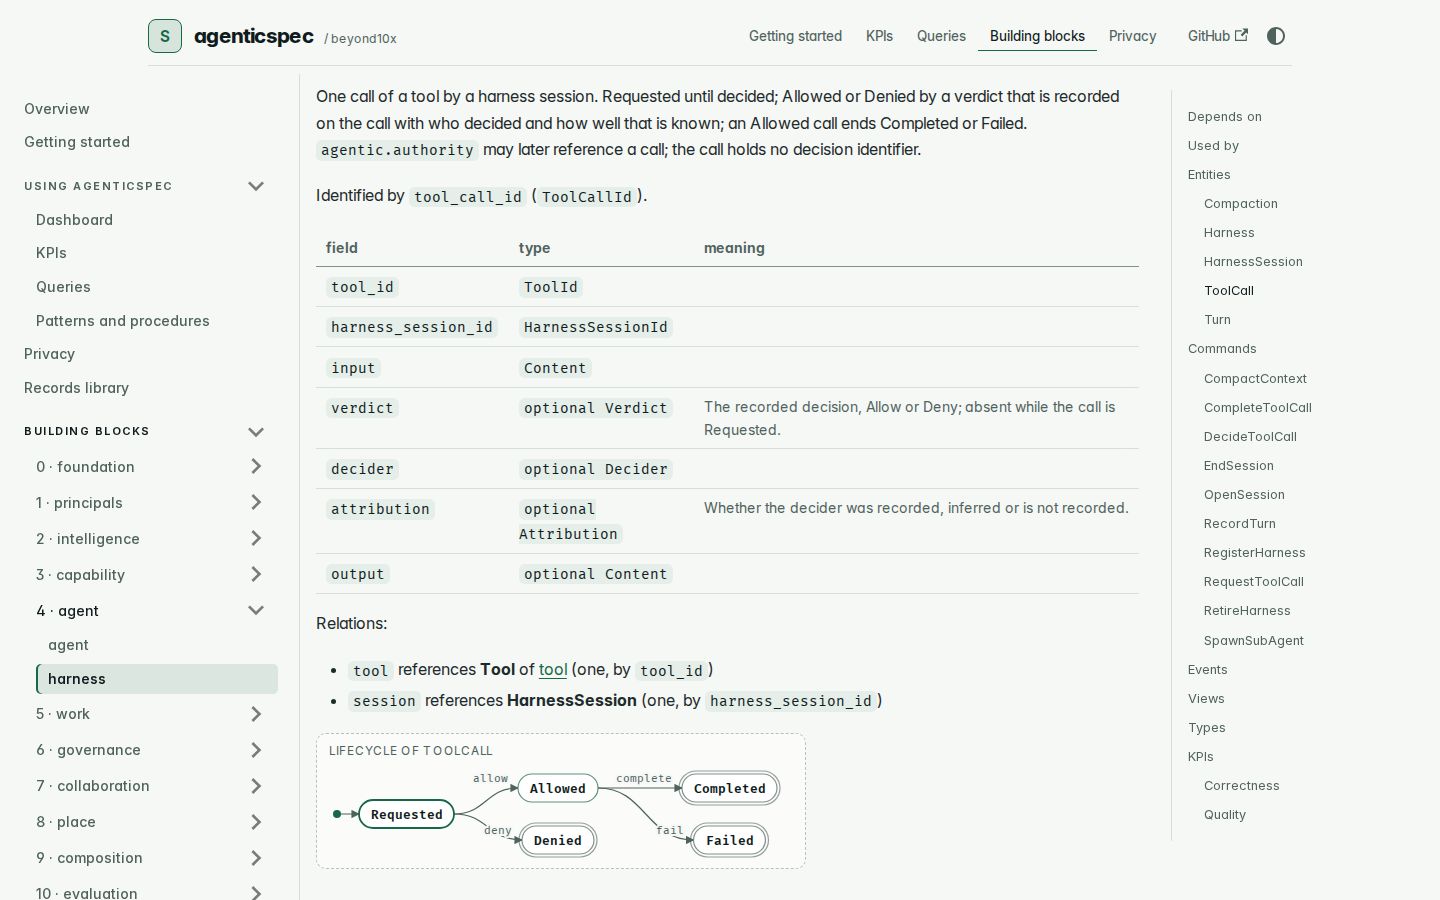 S agenticspec / beyond10x Getting started KPIs Queries Building blocks Privacy GitHub
Overview
Getting started
USING AGENTICSPEC
Dashboard
KPIs
Queries
Patterns and procedures
Privacy
Records library
BUILDING BLOCKS
0 · foundation
1 · principals
2 · intelligence
3 · capability
4 · agent
agent
harness
5 · work
6 · governance
7 · collaboration
8 · place
9 · composition
10 · evaluation
One call of a tool by a harness session. Requested until decided; Allowed or Denied by a verdict that is recorded
on the call with who decided and how well that is known; an Allowed call ends Completed or Failed.
agentic.authority may later reference a call; the call holds no decision identifier.
Identified by tool_call_id ( ToolCallId ).
field type meaning
tool_id ToolId
harness_session_id HarnessSessionId
input Content
verdict optional Verdict The recorded decision, Allow or Deny; absent while the call is
Requested.
decider optional Decider
attribution optional Whether the decider was recorded, inferred or is not recorded.
Attribution
output optional Content
Relations:
• tool references Tool of tool (one, by tool_id )
• session references HarnessSession (one, by harness_session_id )
LIFECYCLE OF TOOLCALL
allow Allowed complete Completed
Requested
deny Denied fail Failed
Depends on
Used by
Entities
Compaction
Harness
HarnessSession
ToolCall
Turn
Commands
CompactContext
CompleteToolCall
DecideToolCall
EndSession
OpenSession
RecordTurn
RegisterHarness
RequestToolCall
RetireHarness
SpawnSubAgent
Events
Views
Types
KPIs
Correctness
Quality